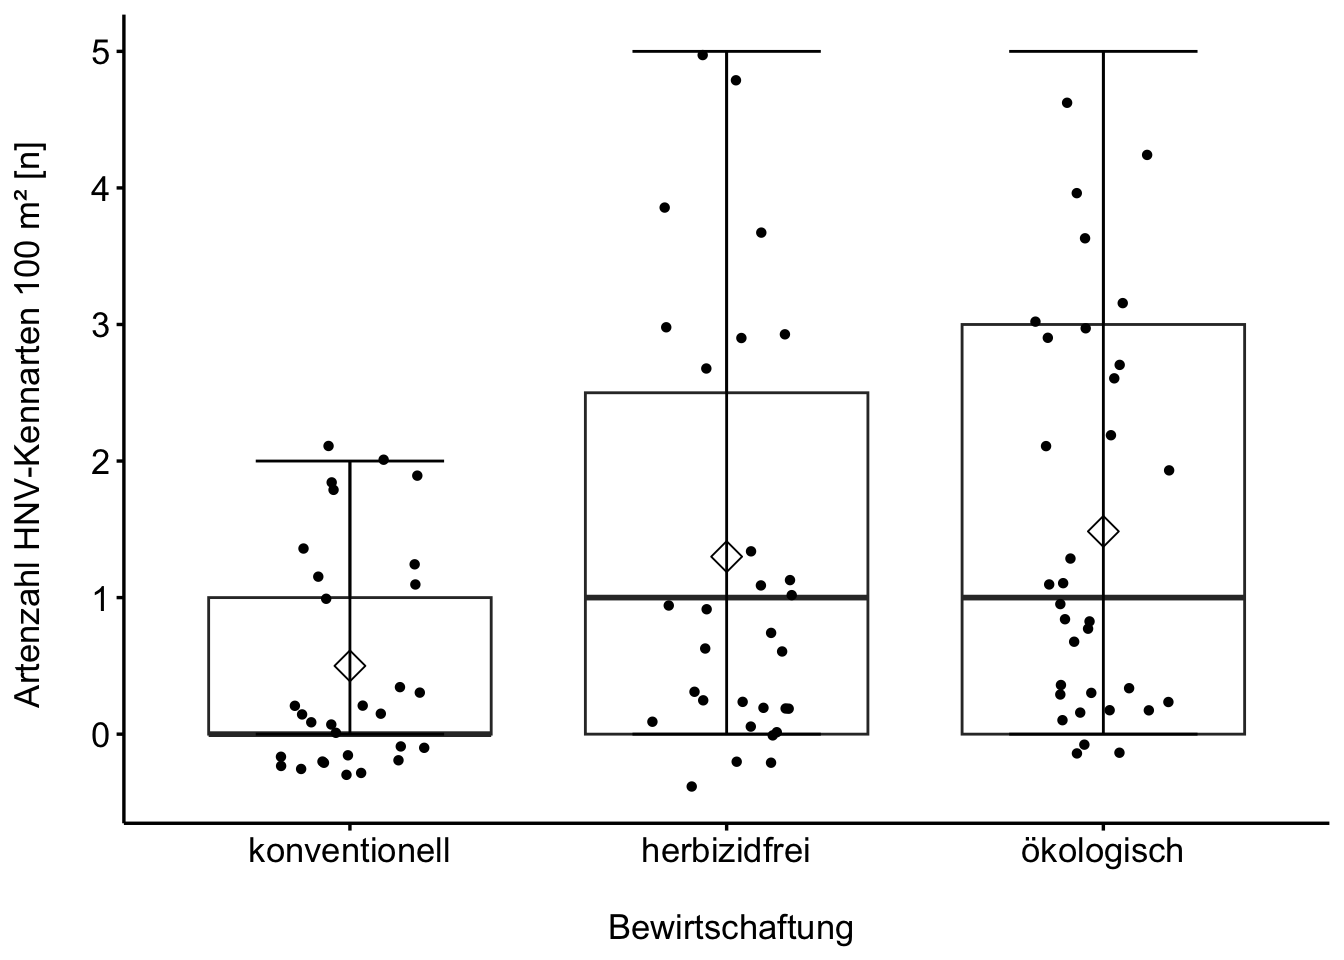 Artenzahl HNV-Kennarten 100 m² [n]
5
4
3
2
1
0
konventionell herbizidfrei ökologisch
Bewirtschaftung